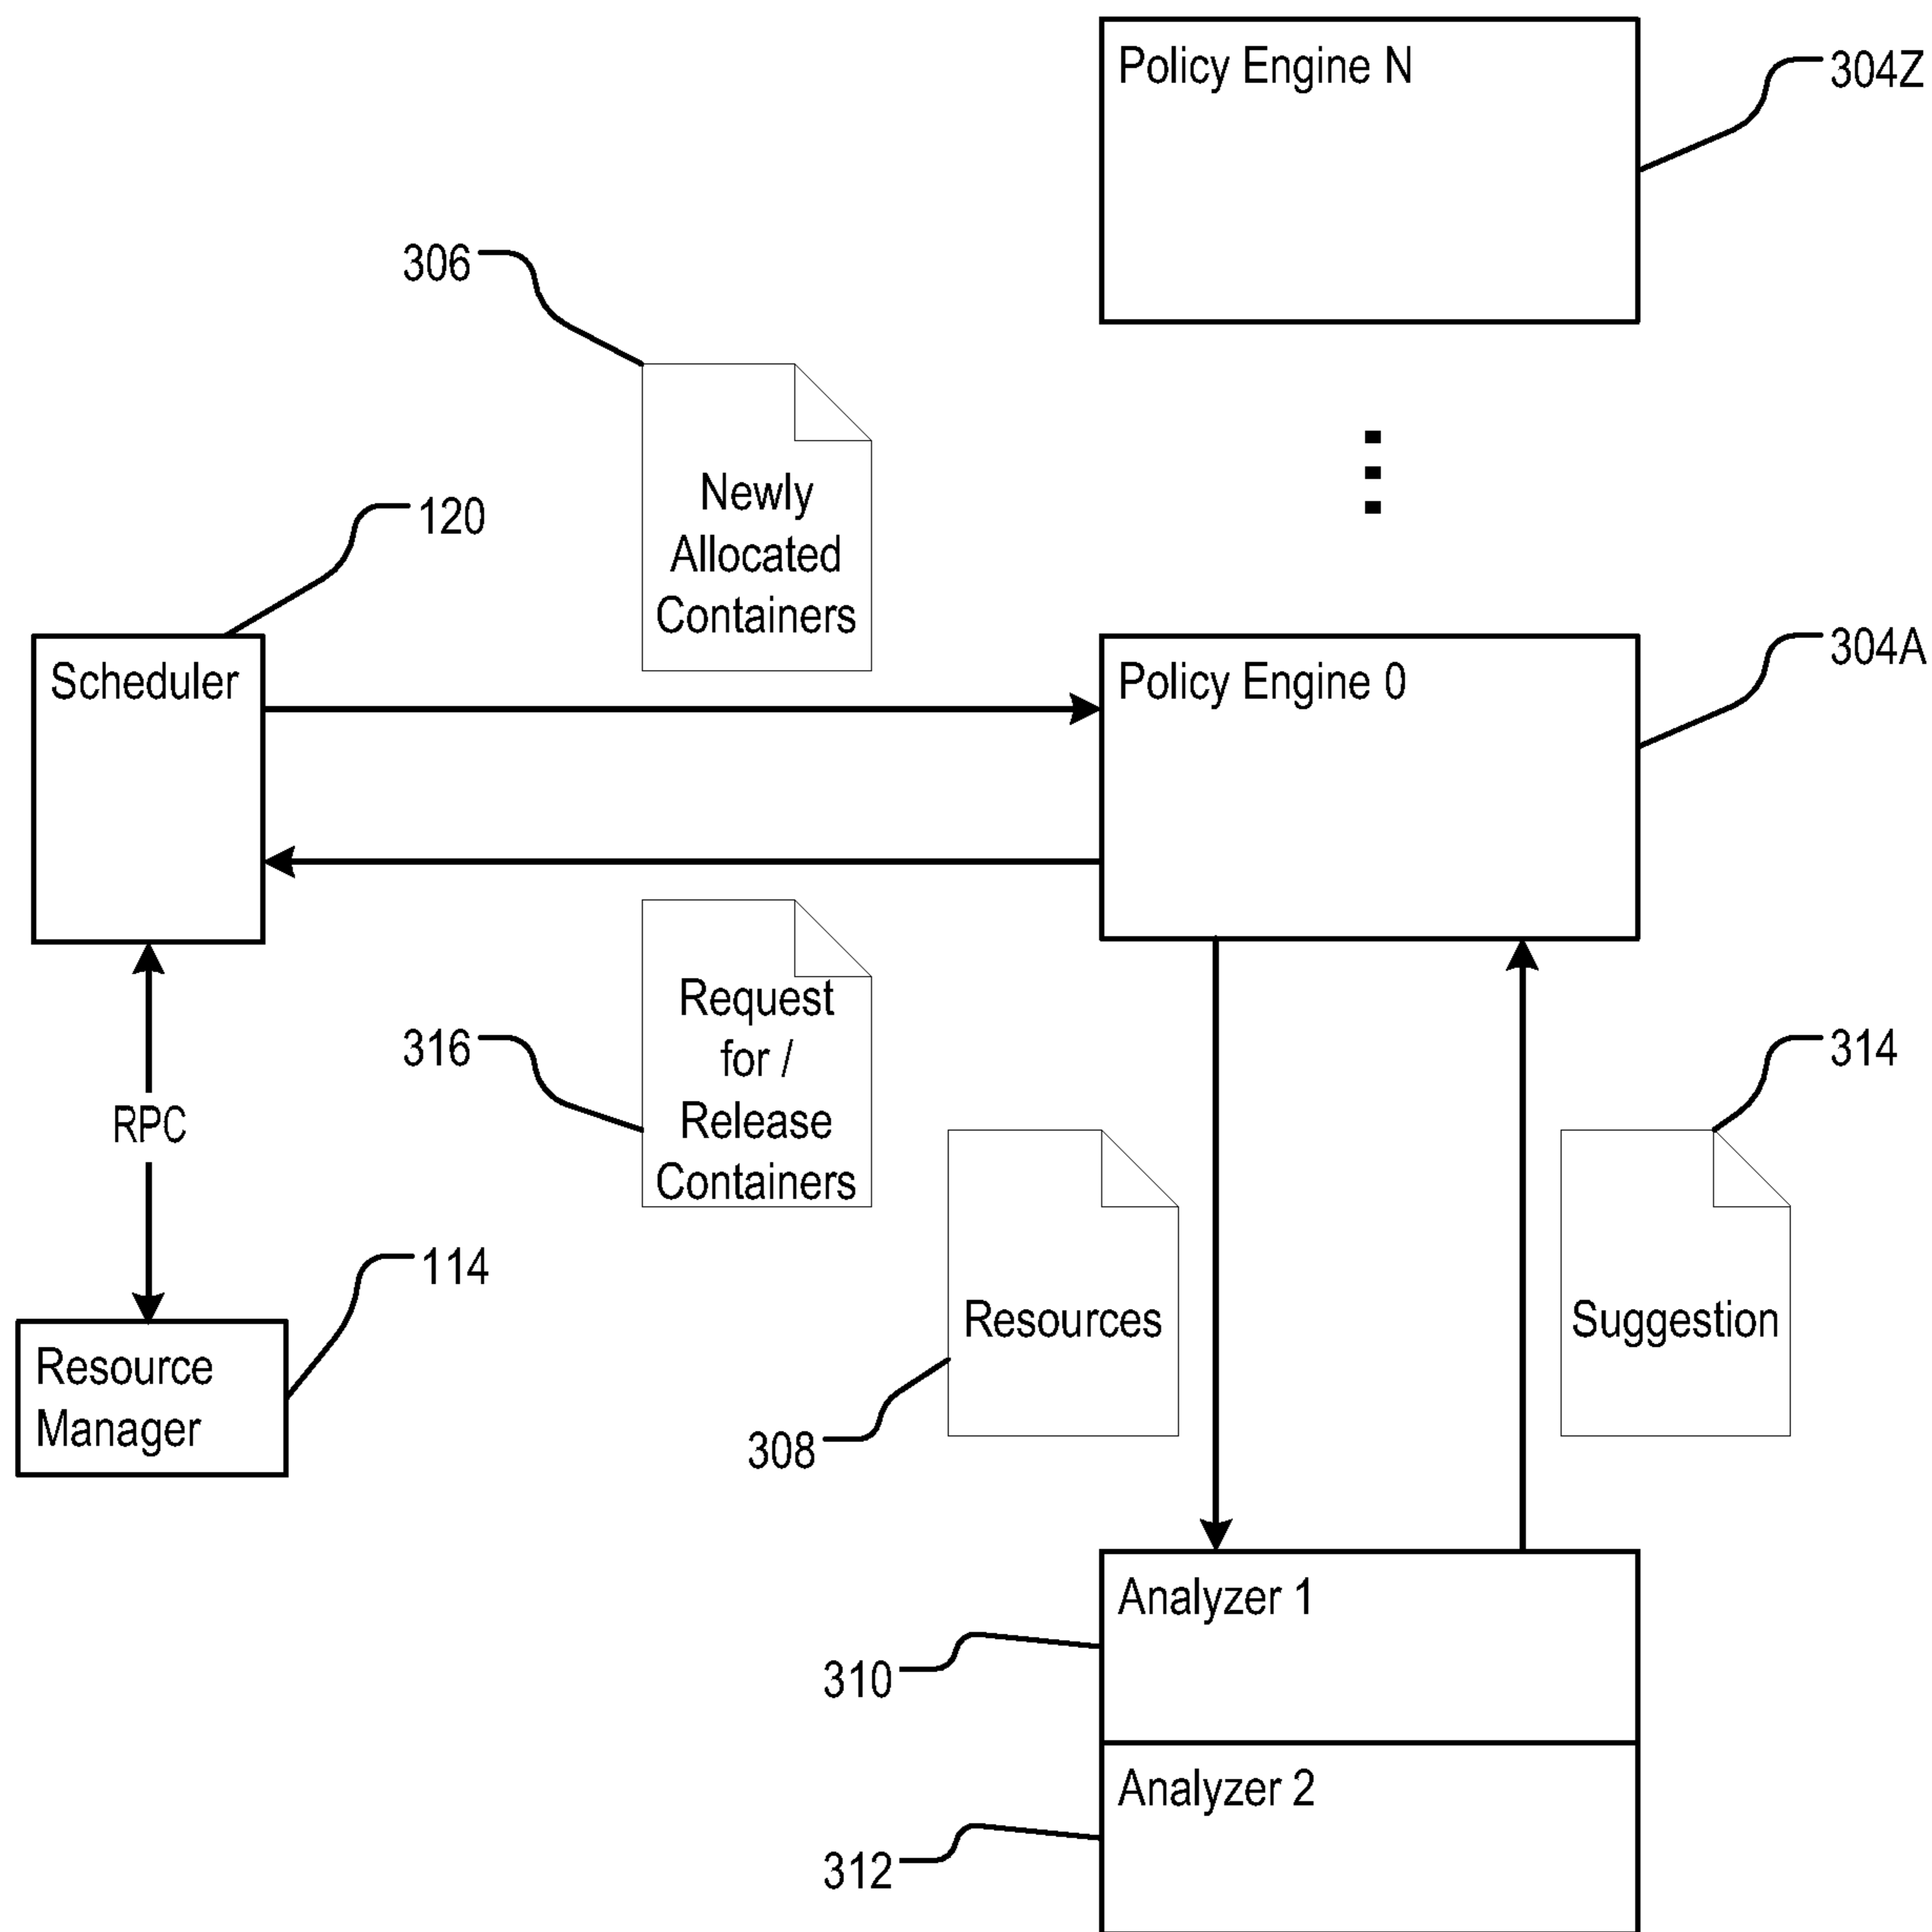 Policy Engine N
304Z
306
Newly
Allocated
Containers
120
304A
Scheduler
Policy Engine 0
Request
for /
Release
Containers
316
314
RPC
114
Resources
Suggestion
Resource
Manager
308
Analyzer 1
310
Analyzer 2
312